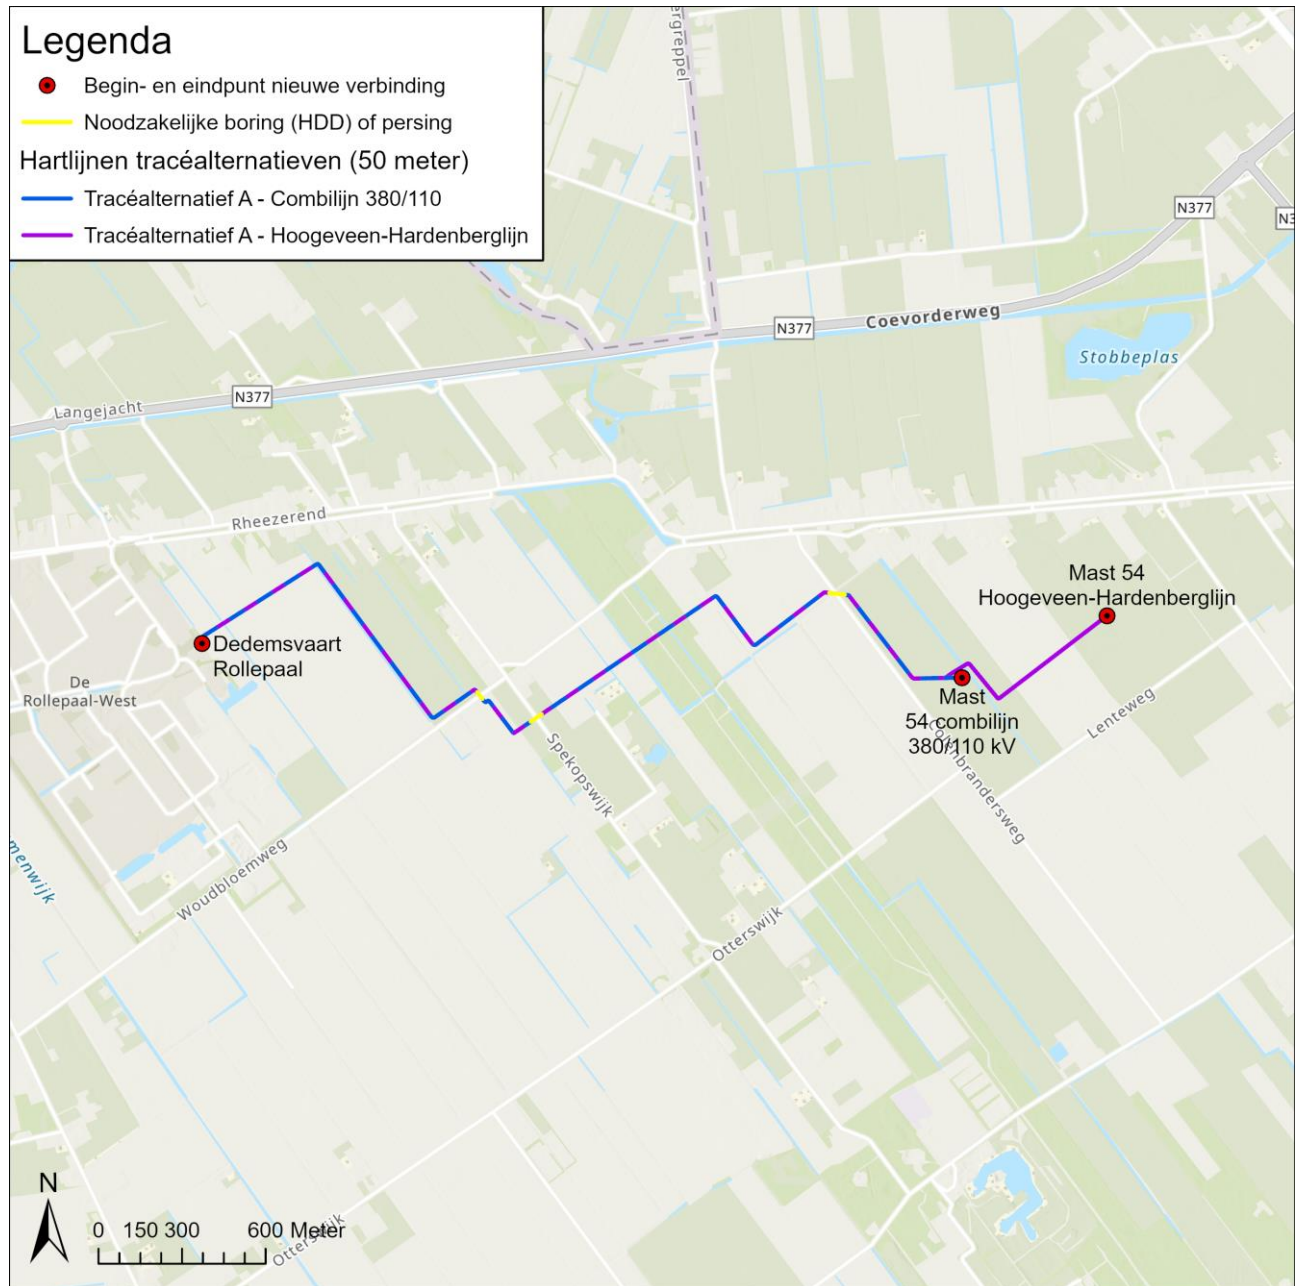 Legenda
Begin- en eindpunt nieuwe verbinding
Noodzakelijke boring (HDD) of persing
Hartlijnen tracéalternatieven (50 meter)
Tracéalternatief A - Combilijn 380/110
Tracéalternatief A - Hoogeveen-Hardenberglijn
N377
Coevorderweg
N377
Stobbeplas
N377
Langejacht
Rheezerend
Mast 54
Hoogeveen-Hardenberglijn
Dedemsvaart
Rollepaal
De
Rollepaal-West
Mast
54 combilijn
380/110 kV
Lenteweg
Spekopswijk
Woudbloemweg
Otterswijk
N
0 150 300 600 Meter
Otterswijk